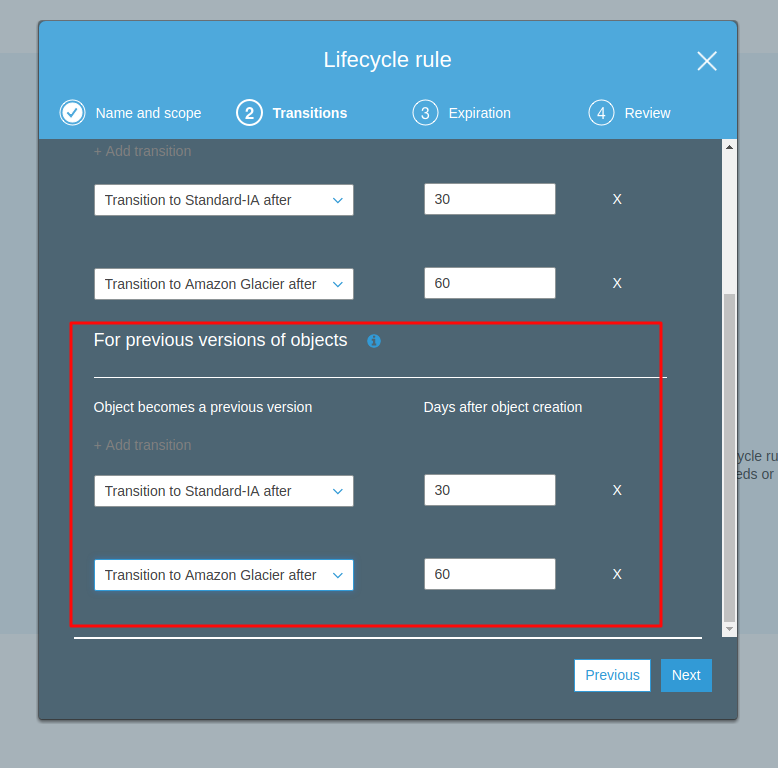 Lifecycle rule
Name and scope 2 Transitions 3 Expiration 4 Review
+ Add transition
Transition to Standard-IA after 30 X
Transition to Amazon Glacier after 60 X
For previous versions of objects
Object becomes a previous version Days after object creation
+ Add transition
ycle ru
eds or
Transition to Standard-IA after 30 X
Transition to Amazon Glacier after 60 X
Previous Next